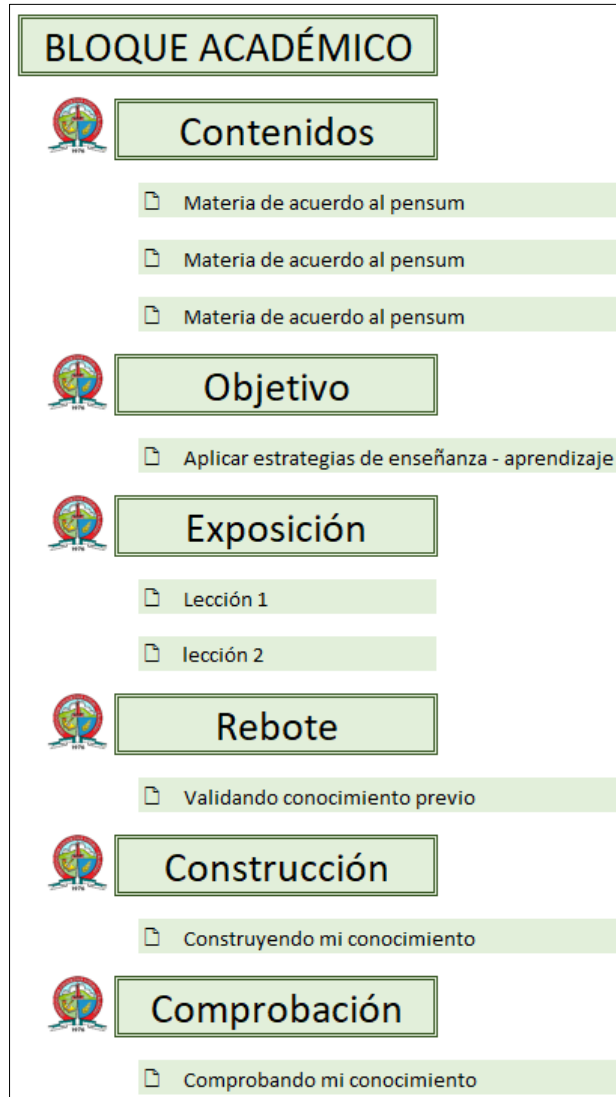 BLOQUE ACADÉMICO
Contenidos
Materia de acuerdo al pensum
Materia de acuerdo al pensum
Materia de acuerdo al pensum
Objetivo
Aplicar estrategias de enseñanza - aprendizaje
Exposición
Lección 1
lección 2
Rebote
Validando conocimiento previo
Construcción
Construyendo mi conocimiento
Comprobación
Comprobando mi conocimiento